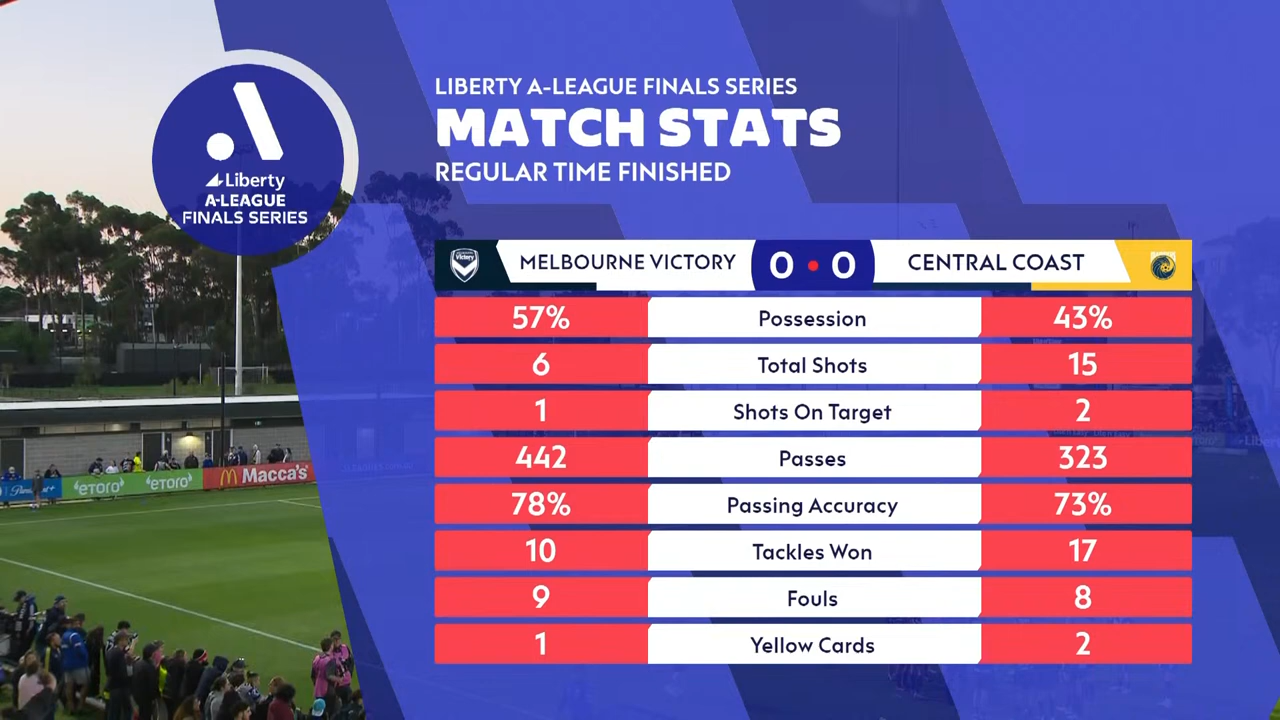 LIBERTY A-LEAGUE FINALS SERIES
MATCH STATS
REGULAR TIME FINISHED
Liberty
A-LEAGUE
FINALS SERIES
Victory
MELBOURNE VICTORY 0 • 0 CENTRAL COAST
57% Possession 43%
6 Total Shots 15
1 Shots On Target 2
442 Passes 323
78% Passing Accuracy 73%
10 Tackles Won 17
9 Fouls 8
1 Yellow Cards 2
Paramount+
eToro
eToro
Macca's